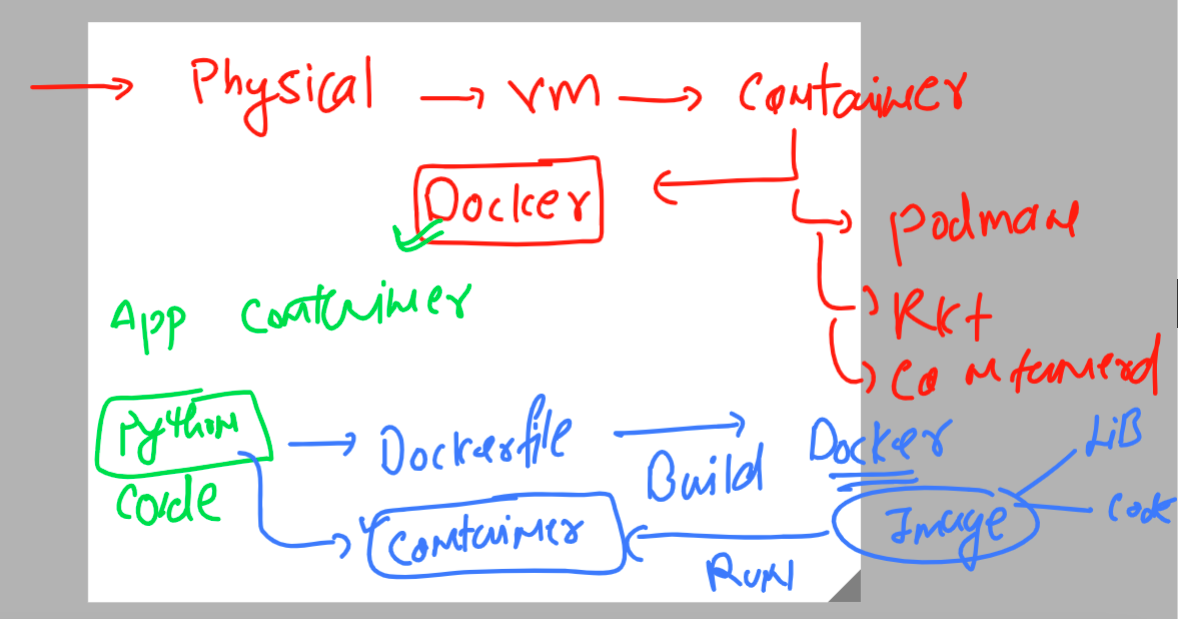 Physical → VM → Container
Docker
Podman
Rkt
Containerd
App Container
Python
Code
Dockerfile
Build
Docker
Image
LiB
Code
Container
Run